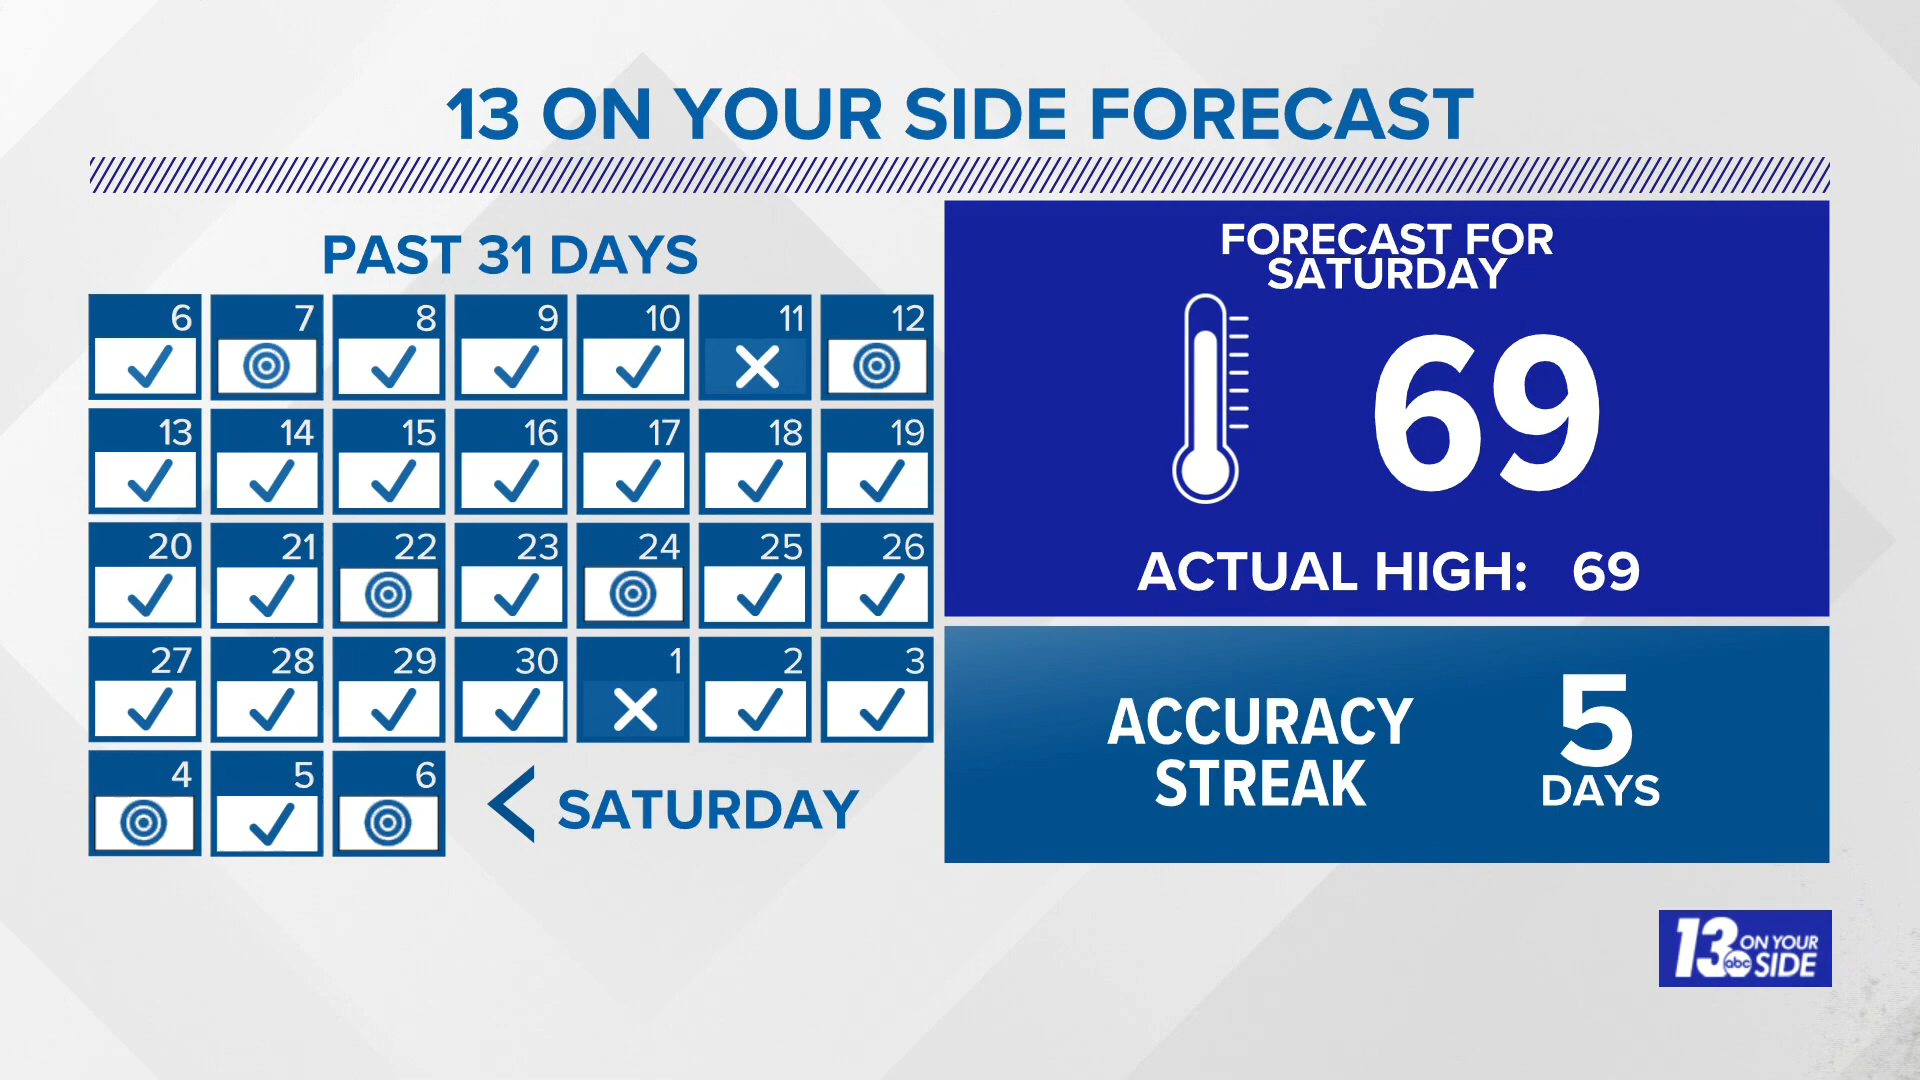 13 ON YOUR SIDE FORECAST
PAST 31 DAYS
6 7 8 9 10 11 12
13 14 15 16 17 18 19
20 21 22 23 24 25 26
27 28 29 30 1 2 3
4 5 6
SATURDAY
FORECAST FOR
SATURDAY
69
ACTUAL HIGH: 69
ACCURACY
STREAK
5
DAYS
13 ON YOUR
abc SIDE